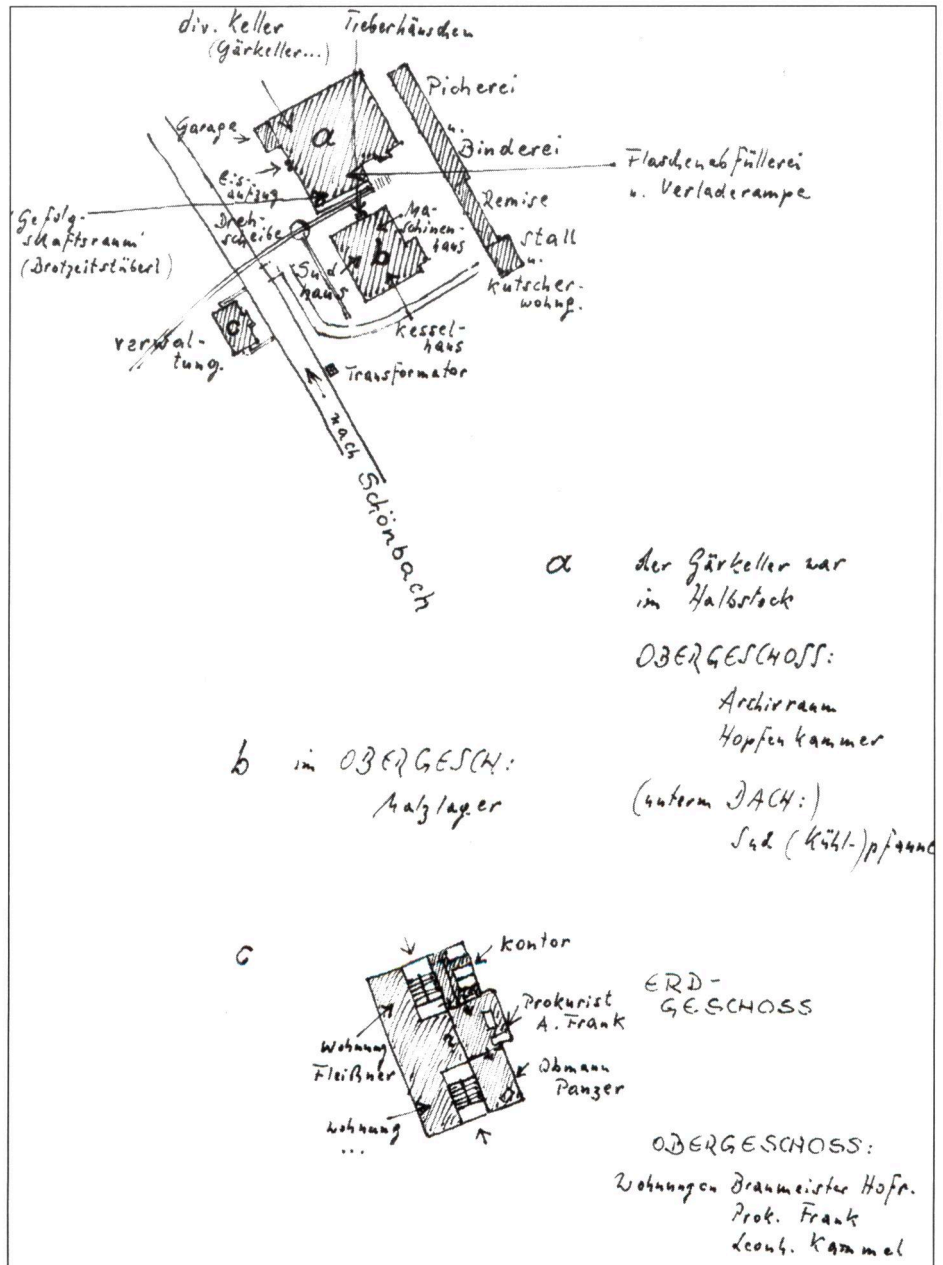 div. Keller
(Gärkeller...)
Treberhäuschen
Picherei
u.
Binderei
Garage
a
Flaschenabfüllerei
u. Verladerampe
Eis-
aufzug
Remise
"Gefolg-
schaftsraum"
(Brotzeitstüberl)
Dreh-
scheibe
Ma-
schinen-
haus
stall
u.
Kutscher-
wohng.
b
Sud
haus
Kessel-
haus
c
Verwal-
tung.
Transformator
nach Schönbach
a der Gärkeller war
im Halbstock
OBERGESCHOSS:
Archivraum
Hopfenkammer
b im OBERGESCH:
Malzlager
(unterm DACH:)
Sud (Kühl-)pfanne
c
Kontor
ERD-
GESCHOSS
Prokurist
A. Frank
Wohnung
Fleißner
Obmann
Panzer
Wohnung
...
OBERGESCHOSS:
Wohnungen Braumeister Hofr.
Prok. Frank
Leonh. Kammel